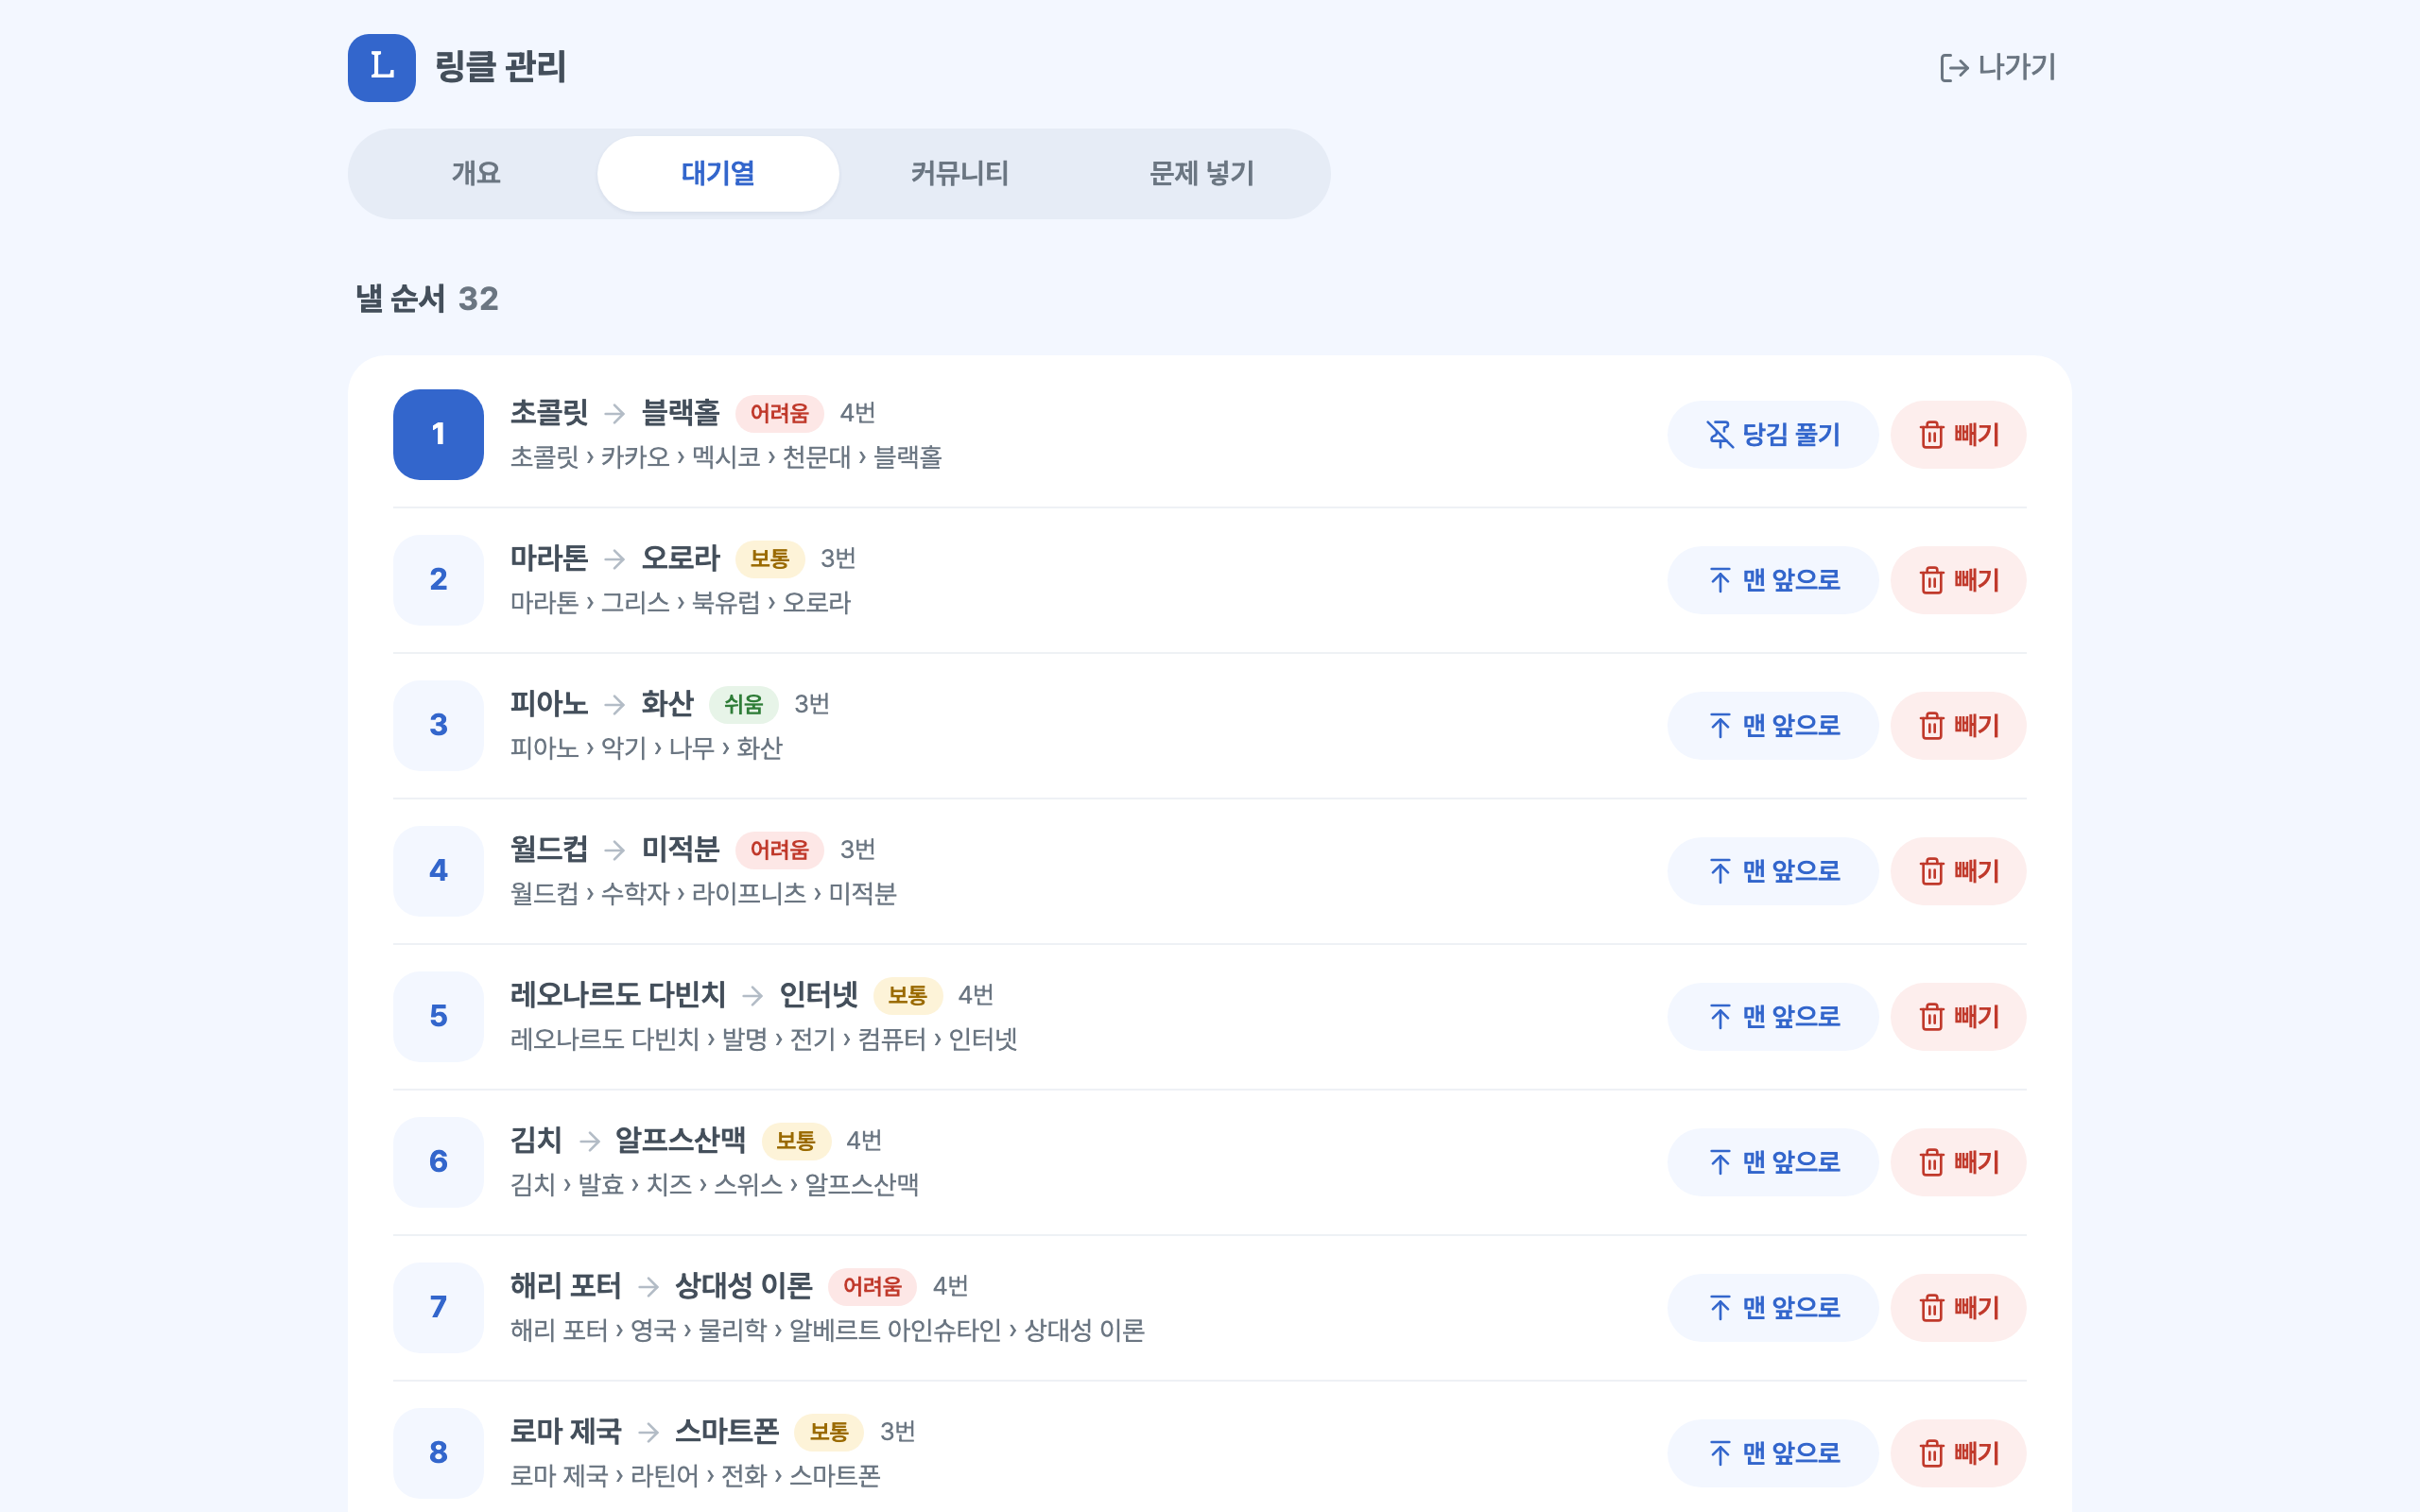 L 링클 관리
나가기
개요 대기열 커뮤니티 문제 넣기
낼 순서 32
1 초콜릿 → 블랙홀 어려움 4번
초콜릿 › 카카오 › 멕시코 › 천문대 › 블랙홀
당김 풀기 빼기
2 마라톤 → 오로라 보통 3번
마라톤 › 그리스 › 북유럽 › 오로라
맨 앞으로 빼기
3 피아노 → 화산 쉬움 3번
피아노 › 악기 › 나무 › 화산
맨 앞으로 빼기
4 월드컵 → 미적분 어려움 3번
월드컵 › 수학자 › 라이프니츠 › 미적분
맨 앞으로 빼기
5 레오나르도 다빈치 → 인터넷 보통 4번
레오나르도 다빈치 › 발명 › 전기 › 컴퓨터 › 인터넷
맨 앞으로 빼기
6 김치 → 알프스산맥 보통 4번
김치 › 발효 › 치즈 › 스위스 › 알프스산맥
맨 앞으로 빼기
7 해리 포터 → 상대성 이론 어려움 4번
해리 포터 › 영국 › 물리학 › 알베르트 아인슈타인 › 상대성 이론
맨 앞으로 빼기
8 로마 제국 → 스마트폰 보통 3번
로마 제국 › 라틴어 › 전화 › 스마트폰
맨 앞으로 빼기